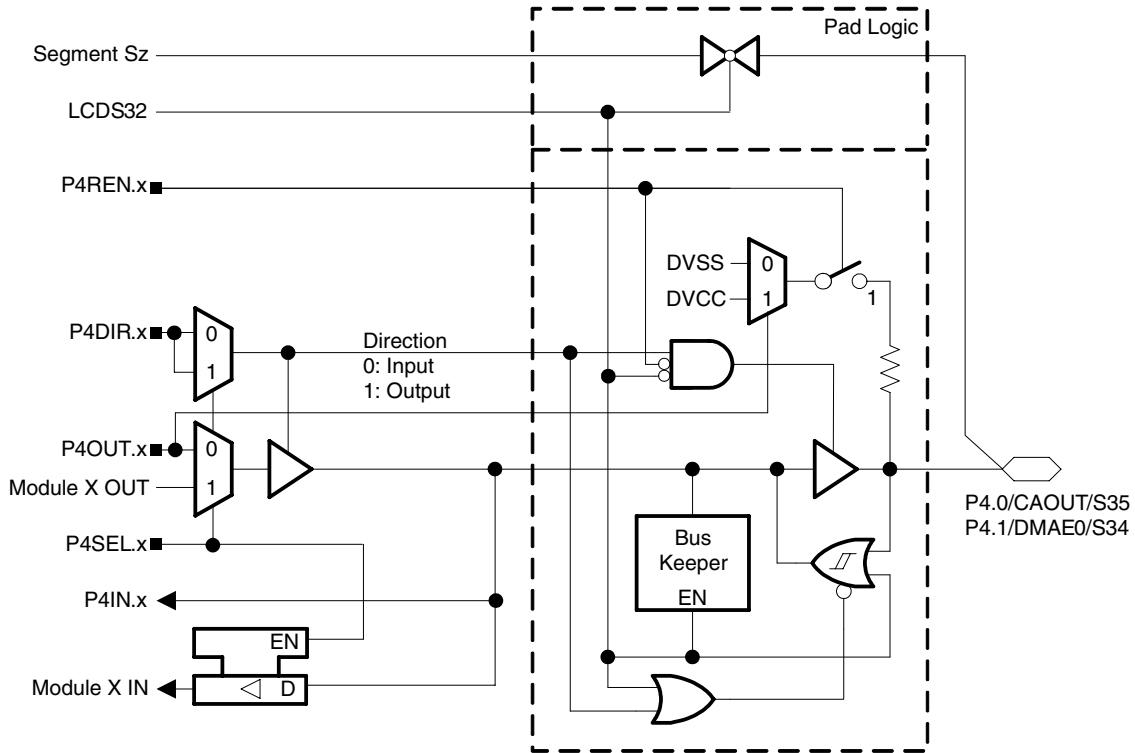 Pad Logic
Segment Sz
LCDS32
P4REN.x
DVSS
0
DVCC
1
1
P4DIR.x
0
1
Direction
0: Input
1: Output
P4OUT.x
0
Module X OUT
1
P4.0/CAOUT/S35
P4.1/DMAE0/S34
P4SEL.x
Bus
Keeper
EN
P4IN.x
EN
Module X IN
D